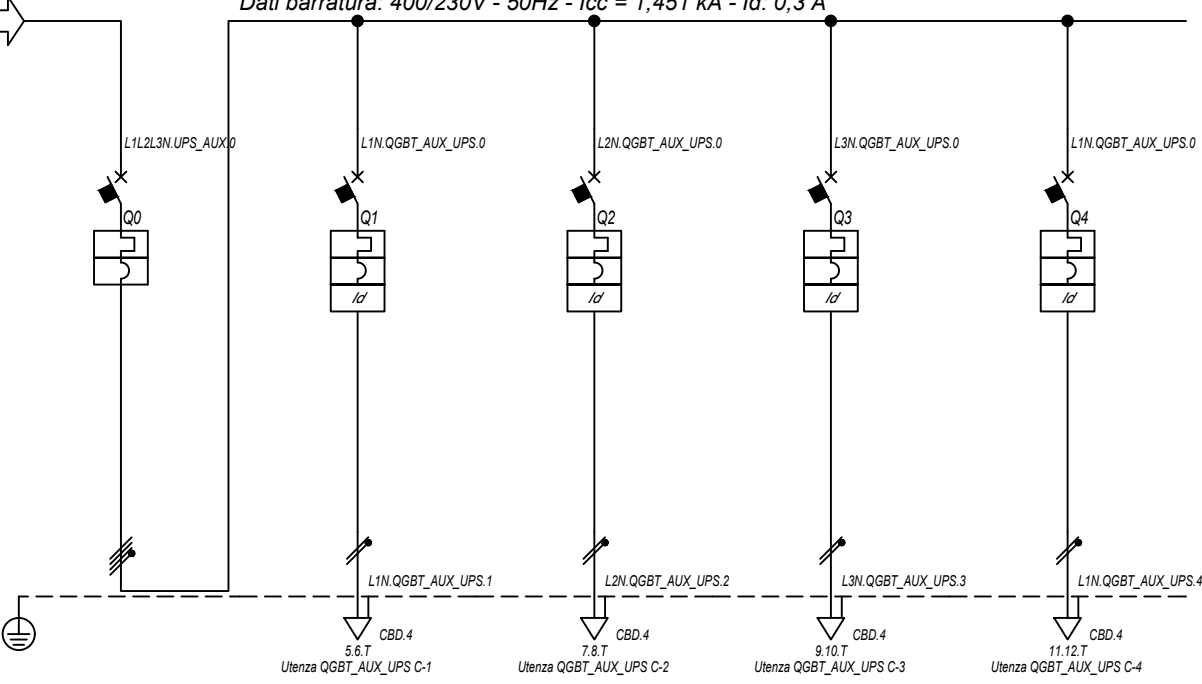 Dati barratura: 400/230V - 50Hz - Icc = 1,451 kA - Id: 0,3 A
L1L2L3N.UPS_AUX.0
L1N.QGBT_AUX_UPS.0
L2N.QGBT_AUX_UPS.0
L3N.QGBT_AUX_UPS.0
L1N.QGBT_AUX_UPS.0
Q0
Q1
Q2
Q3
Q4
Id
Id
Id
Id
L1N.QGBT_AUX_UPS.1
L2N.QGBT_AUX_UPS.2
L3N.QGBT_AUX_UPS.3
L1N.QGBT_AUX_UPS.4
CBD.4
CBD.4
CBD.4
CBD.4
5.6.T
7.8.T
9.10.T
11.12.T
Utenza QGBT_AUX_UPS C-1
Utenza QGBT_AUX_UPS C-2
Utenza QGBT_AUX_UPS C-3
Utenza QGBT_AUX_UPS C-4